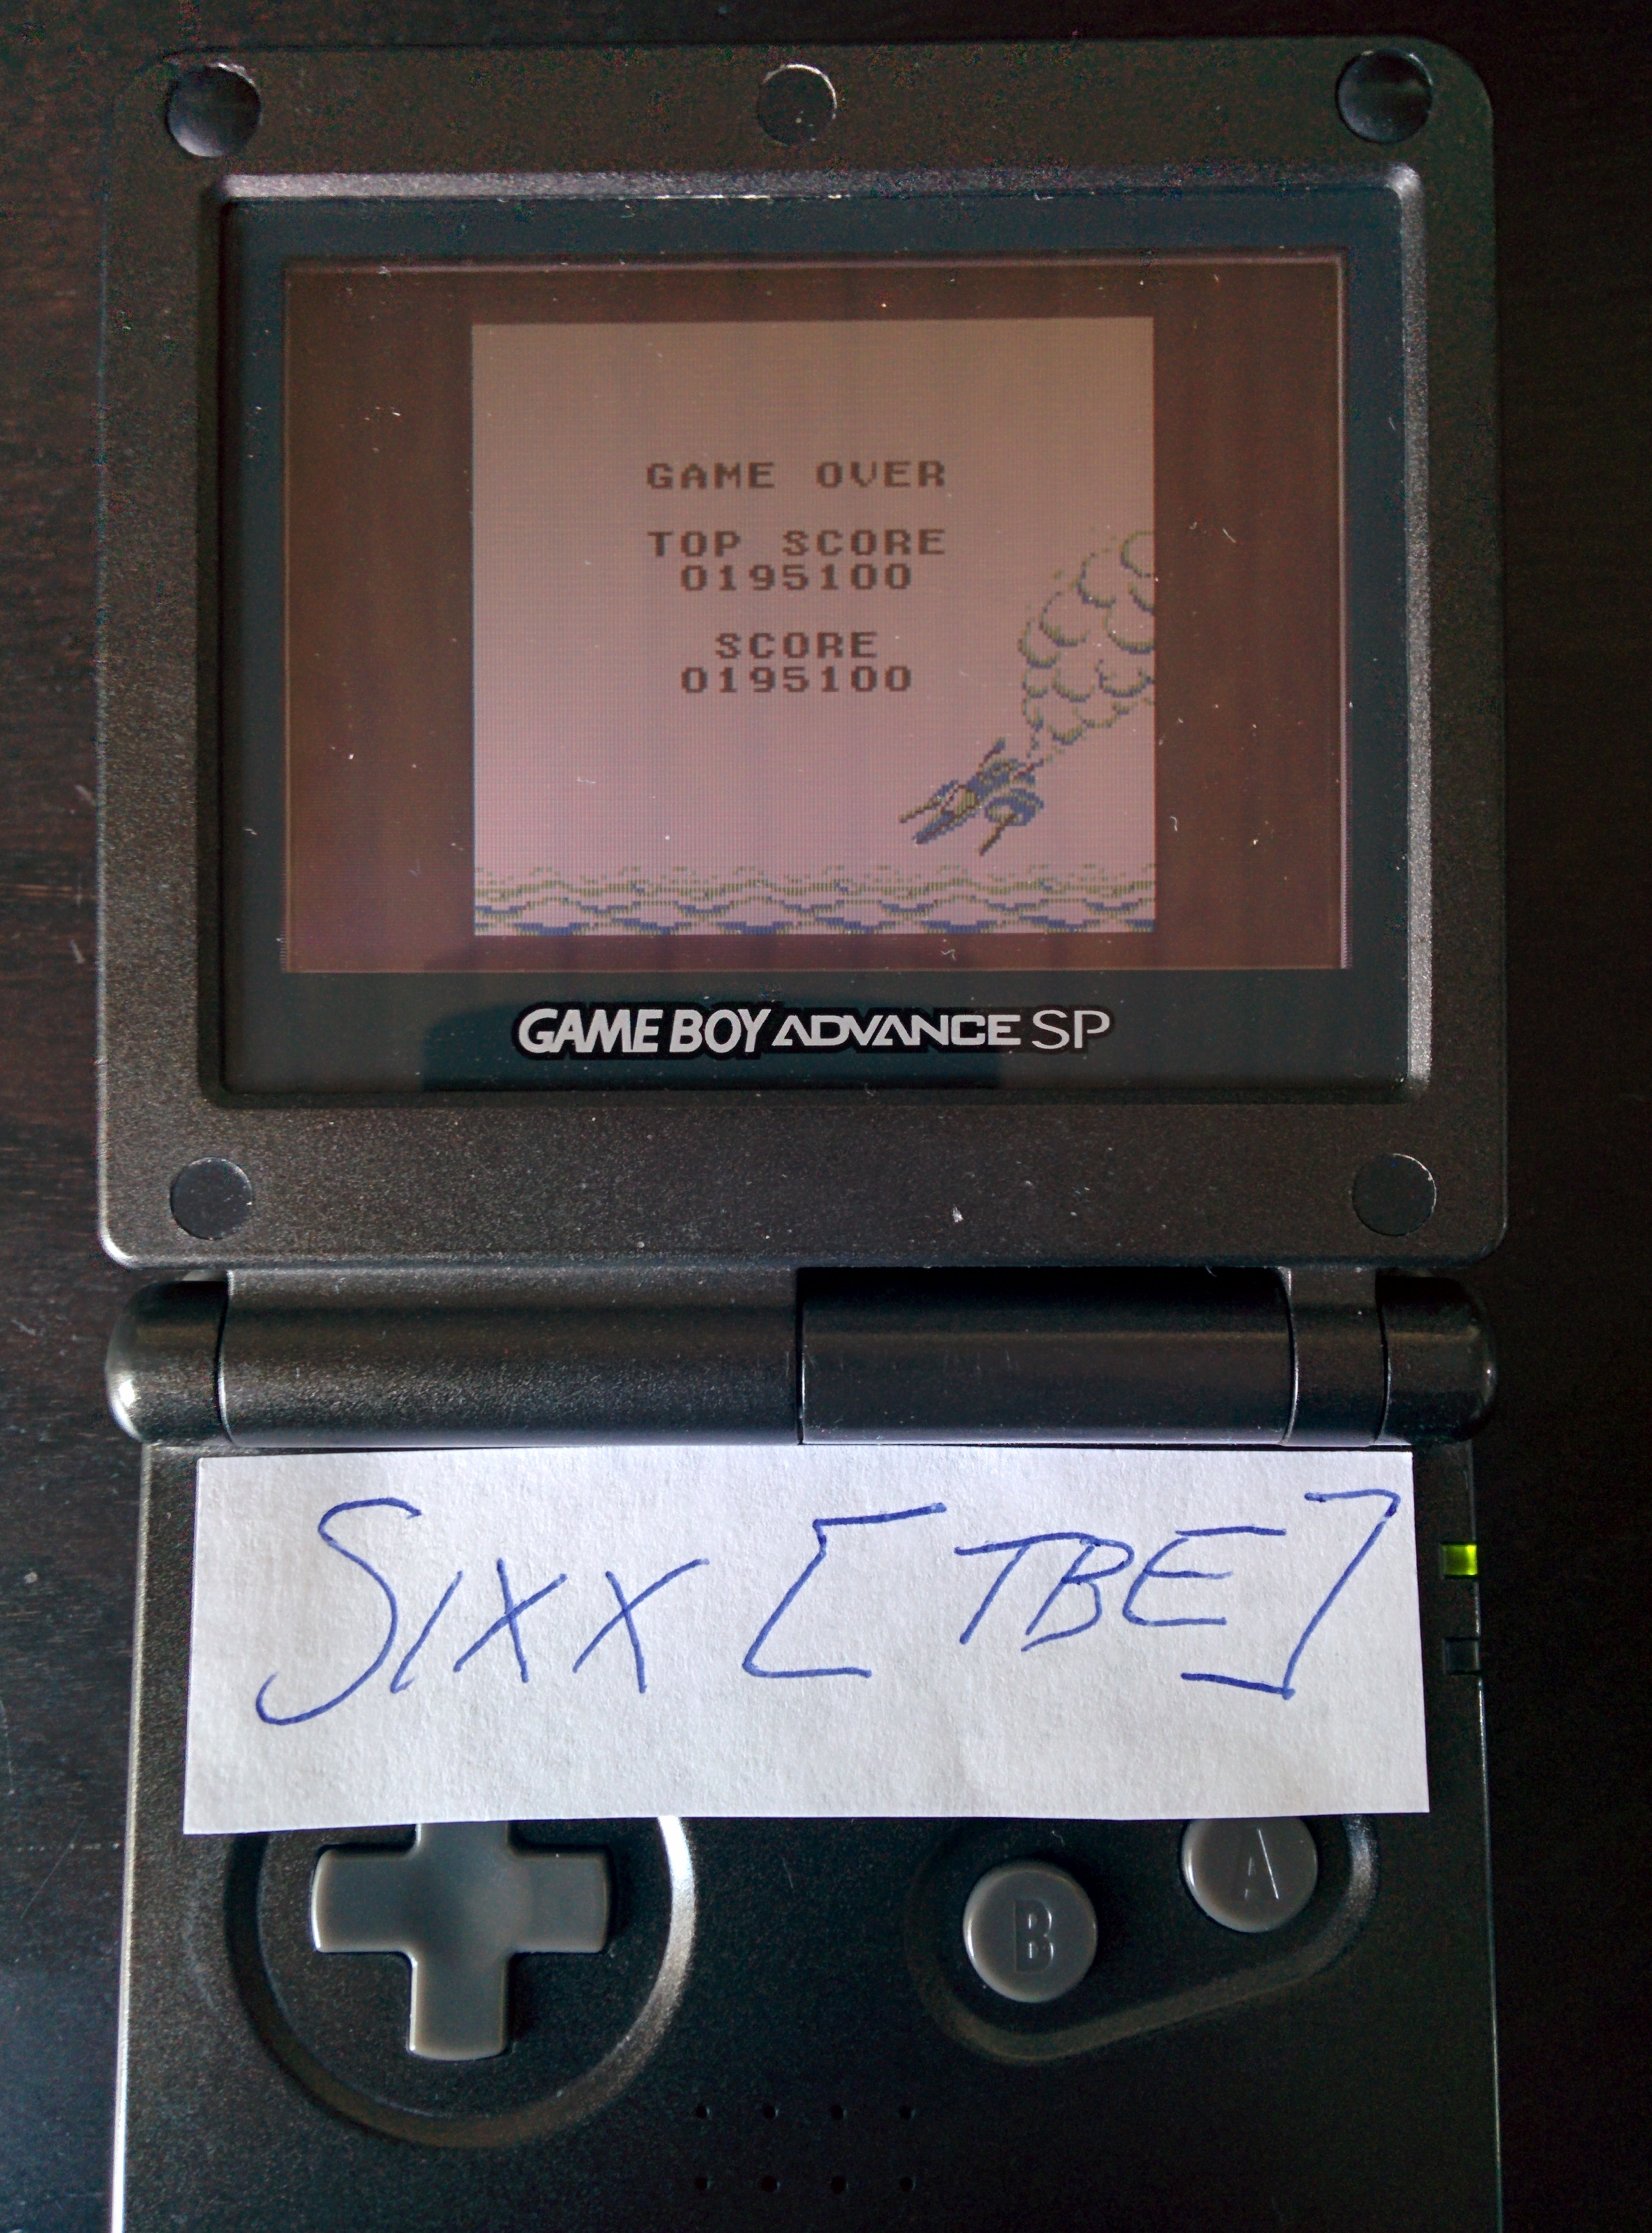 GAME OVER
TOP SCORE
0195100
SCORE
0195100
GAME BOY ADVANCE SP
SIXX [TBE]
B
A